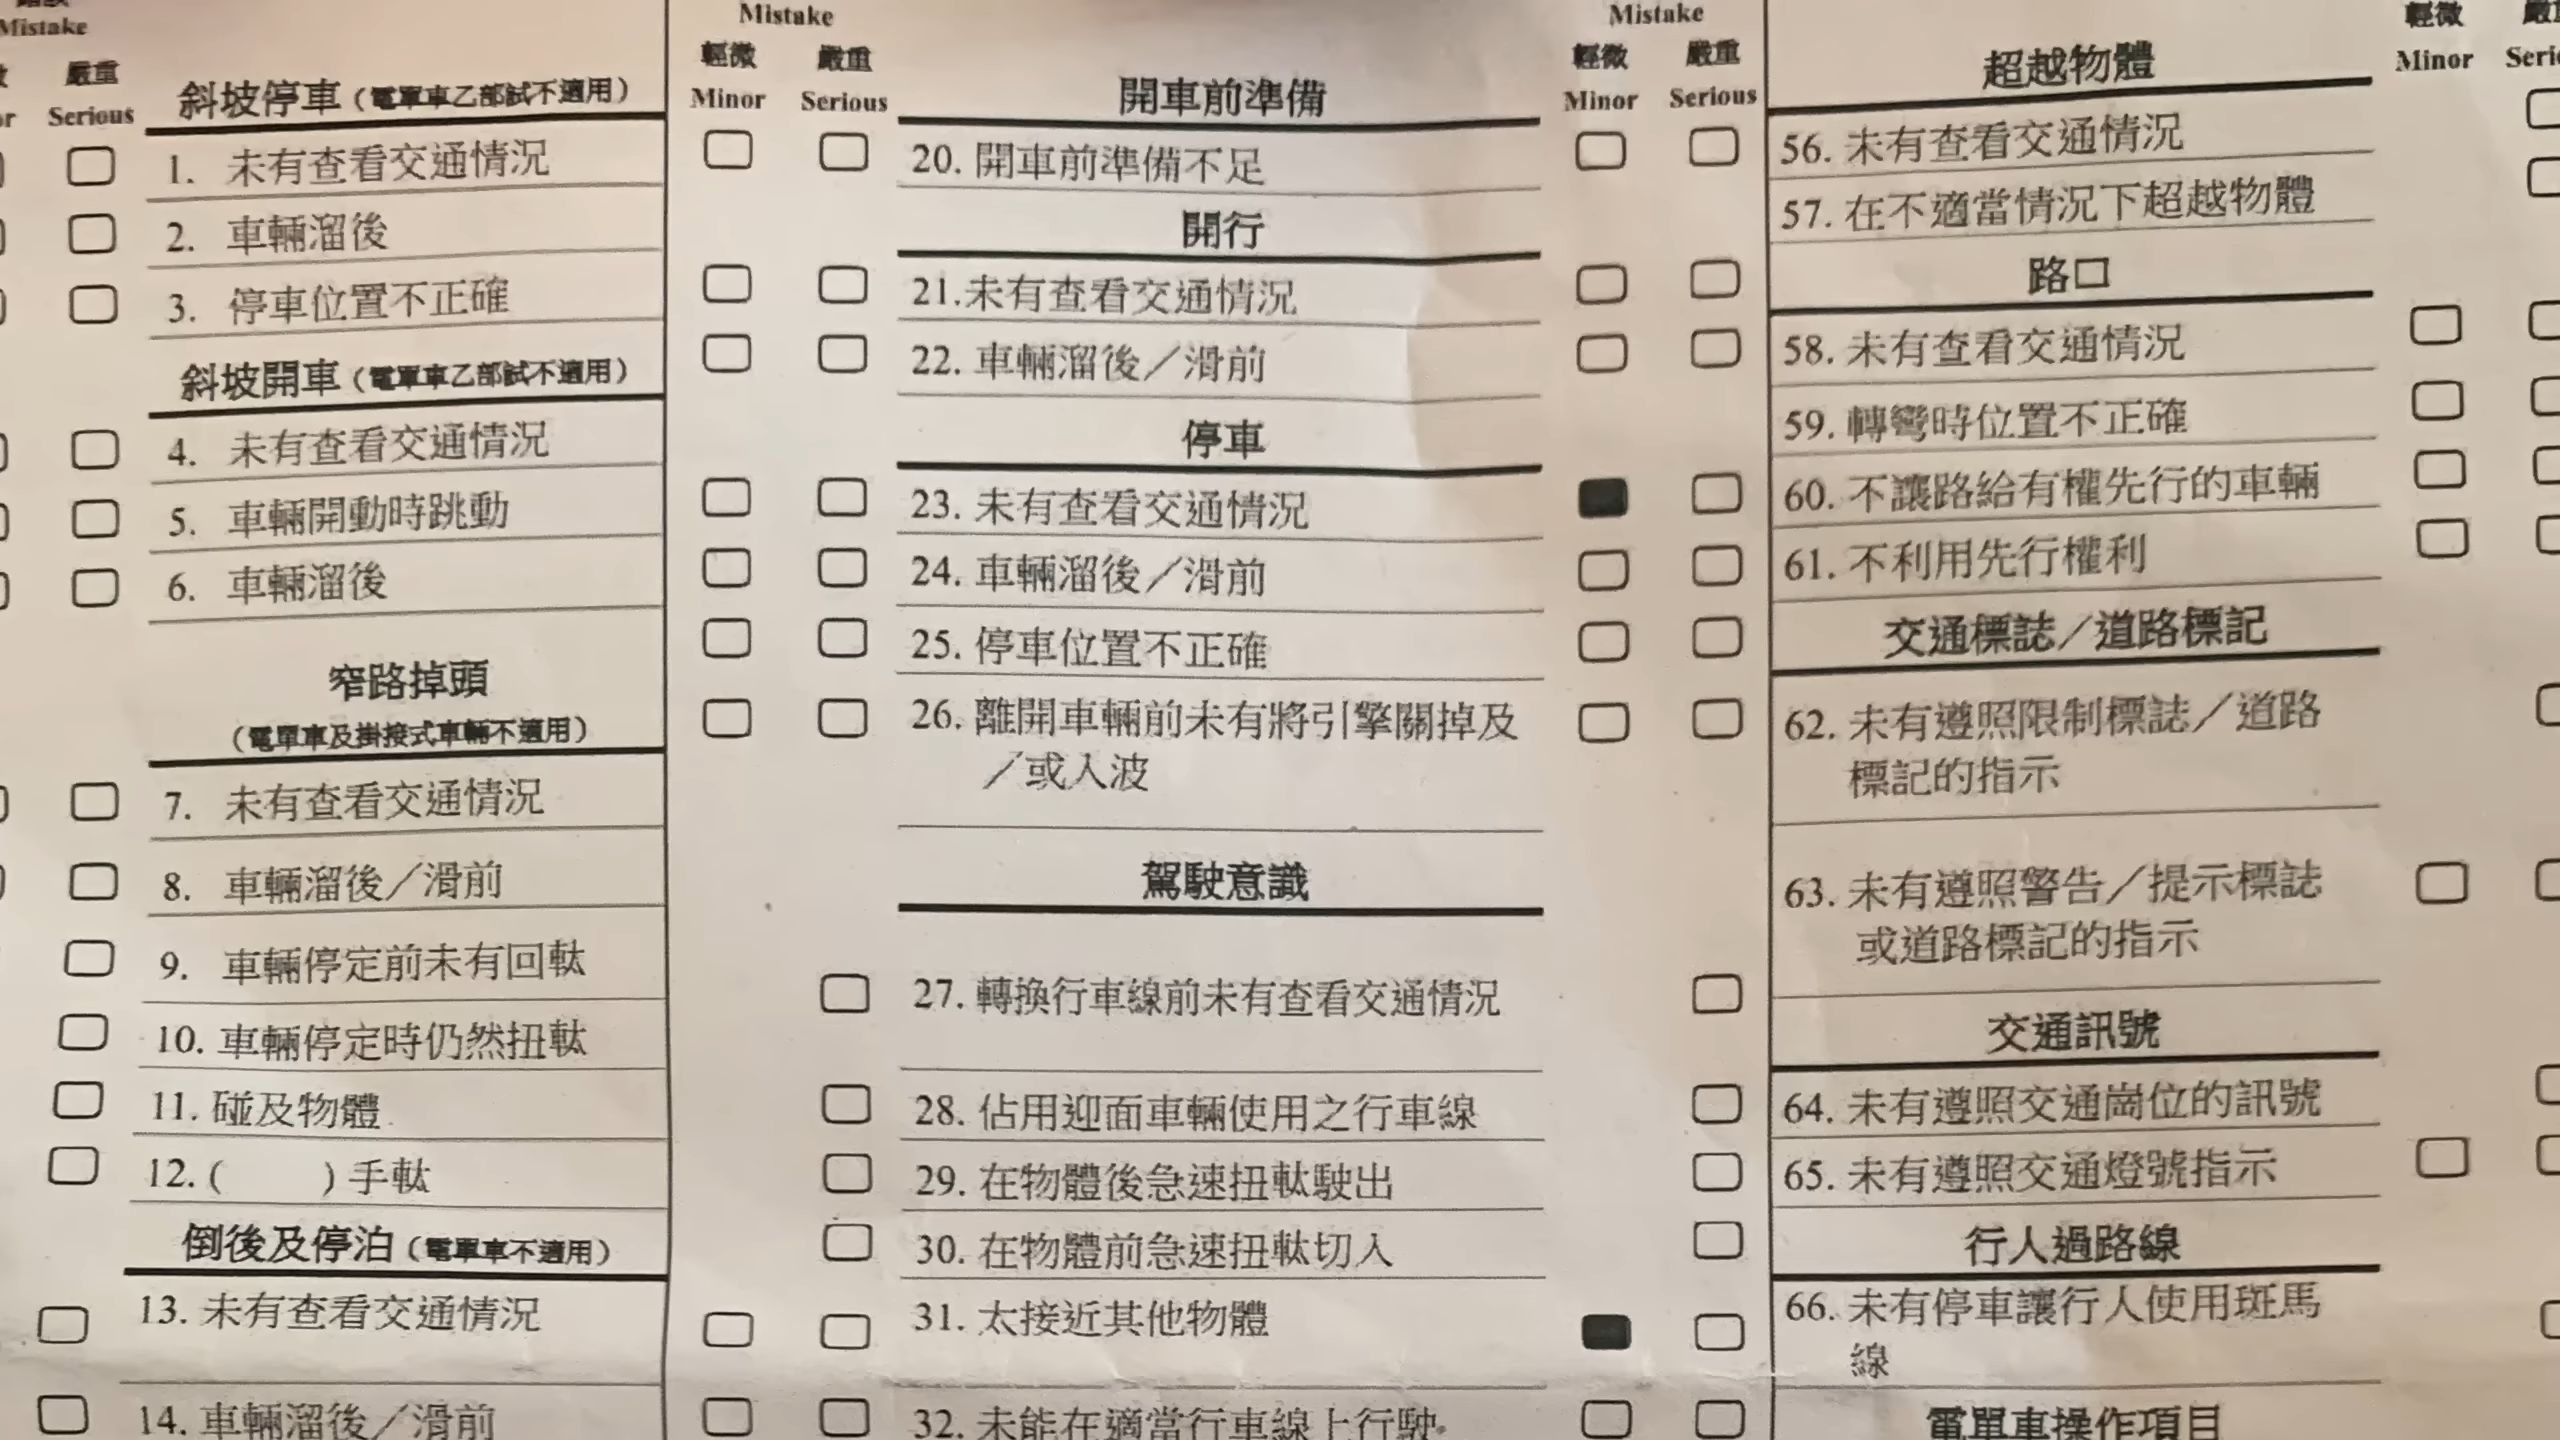 Mistake
嚴重
Serious
斜坡停車（電單車乙部試不適用）
1. 未有查看交通情況
2. 車輛溜後
3. 停車位置不正確
斜坡開車（電單車乙部試不適用）
4. 未有查看交通情況
5. 車輛開動時跳動
6. 車輛溜後
窄路掉頭
（電單車及掛接式車輛不適用）
7. 未有查看交通情況
8. 車輛溜後／滑前
9. 車輛停定前未有回軚
10. 車輛停定時仍然扭軚
11. 碰及物體
12. (　　) 手軚
倒後及停泊（電單車不適用）
13. 未有查看交通情況
14. 車輛溜後／滑前
Mistake
輕微 嚴重
Minor Serious
開車前準備
20. 開車前準備不足
開行
21. 未有查看交通情況
22. 車輛溜後／滑前
停車
23. 未有查看交通情況
24. 車輛溜後／滑前
25. 停車位置不正確
26. 離開車輛前未有將引擎關掉及
／或入波
駕駛意識
27. 轉換行車線前未有查看交通情況
28. 佔用迎面車輛使用之行車線
29. 在物體後急速扭軚駛出
30. 在物體前急速扭軚切入
31. 太接近其他物體
32. 未能在適當行車線上行駛
Mistake
輕微 嚴重
Minor Serious
超越物體
56. 未有查看交通情況
57. 在不適當情況下超越物體
路口
58. 未有查看交通情況
59. 轉彎時位置不正確
60. 不讓路給有權先行的車輛
61. 不利用先行權利
交通標誌／道路標記
62. 未有遵照限制標誌／道路
標記的指示
63. 未有遵照警告／提示標誌
或道路標記的指示
交通訊號
64. 未有遵照交通崗位的訊號
65. 未有遵照交通燈號指示
行人過路線
66. 未有停車讓行人使用斑馬
線
電單車操作項目
輕微
Minor